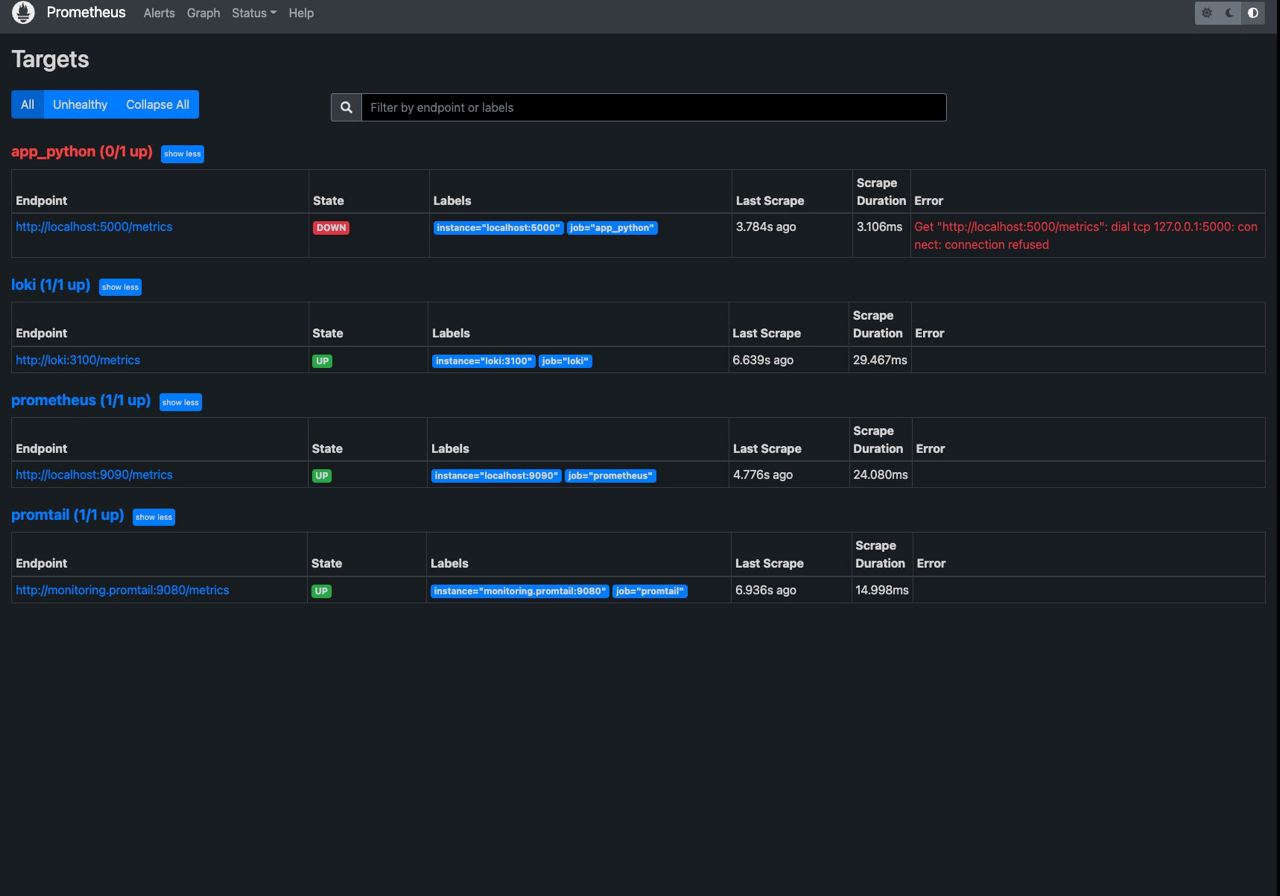 Prometheus Alerts Graph Status Help
Targets
All Unhealthy Collapse All
Filter by endpoint or labels
app_python (0/1 up) show less
Endpoint State Labels Last Scrape Scrape Duration Error
http://localhost:5000/metrics DOWN instance="localhost:5000" job="app_python" 3.784s ago 3.106ms Get "http://localhost:5000/metrics": dial tcp 127.0.0.1:5000: con
nect: connection refused
loki (1/1 up) show less
Endpoint State Labels Last Scrape Scrape Duration Error
http://loki:3100/metrics UP instance="loki:3100" job="loki" 6.639s ago 29.467ms
prometheus (1/1 up) show less
Endpoint State Labels Last Scrape Scrape Duration Error
http://localhost:9090/metrics UP instance="localhost:9090" job="prometheus" 4.776s ago 24.080ms
promtail (1/1 up) show less
Endpoint State Labels Last Scrape Scrape Duration Error
http://monitoring.promtail:9080/metrics UP instance="monitoring.promtail:9080" job="promtail" 6.936s ago 14.998ms